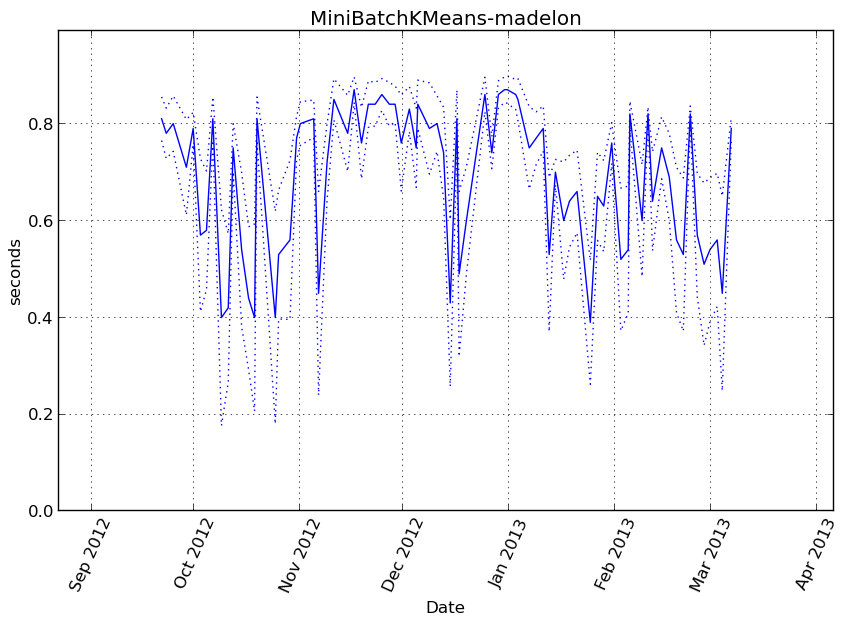 MiniBatchKMeans-madelon
seconds
0.8
0.6
0.4
0.2
0.0
Sep 2012
Oct 2012
Nov 2012
Dec 2012
Jan 2013
Feb 2013
Mar 2013
Apr 2013
Date